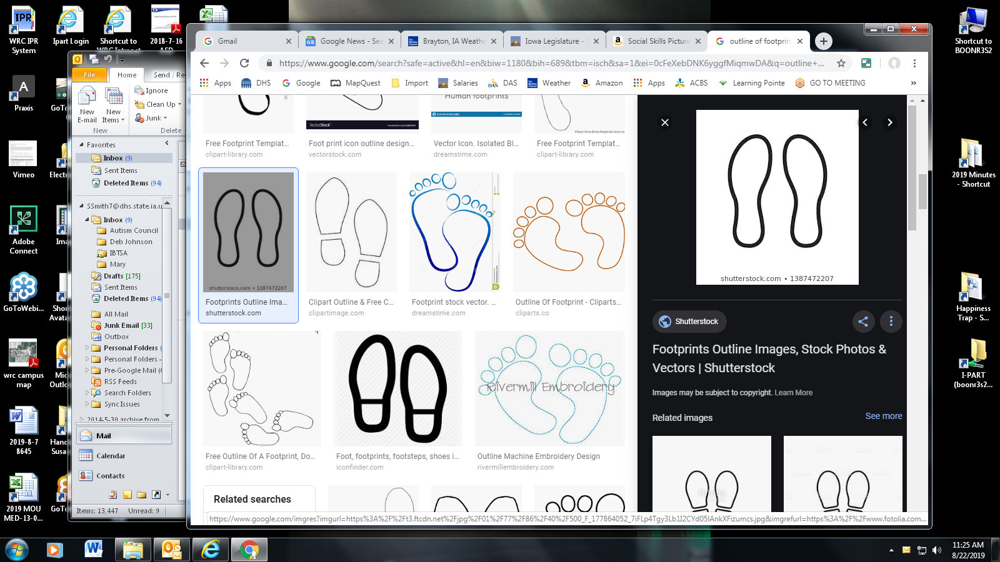 WRC IPR
System
Ipart Login
Shortcut to
WRC Intranet
2018-7-16
Praxis
Vimeo
Adobe
Connect
GoToWebi...
wrc campus
map
2019-8-7
8645
2019 MOU
MED-13-0...
File
Home
New
E-mail
New
Items
Ignore
Clean Up
Junk
New
Delete
Favorites
Inbox (9)
Sent Items
Deleted Items (94)
SSmith7@dhs.state.ia.u
Inbox (9)
Autism Council
Deb Johnson
IBTSA
Mary
Drafts [175]
Sent Items
Deleted Items (94)
All Mail
Junk Email [33]
Outbox
Personal Folders
Personal Folders -
Pre-Google Mail
RSS Feeds
Search Folders
Sync Issues
2014-5-30 archive from
Mail
Calendar
Contacts
Items: 13,447 Unread: 9
Gmail
Google News - Sea
Brayton, IA Weathe
Iowa Legislature -
Social Skills Picture
outline of footprin
https://www.google.com/search?safe=active&hl=en&biw=1180&bih=689&tbm=isch&sa=1&ei=0cFeXebDNK6yggfMiqmwDA&q=outline+...
Apps DHS Google MapQuest Import Salaries DAS Weather Amazon Apps ACBS Learning Pointe GO TO MEETING »
Human footprints
VectorStock
Free Footprint Templat...
clipart-library.com
Foot print icon outline design...
vectorstock.com
Vector Icon. Isolated Bl...
dreamstime.com
Free Footprint Templat...
clipart-library.com
shutterstock.com • 1387472207
Footprints Outline Ima...
shutterstock.com
Clipart Outline & Free C...
clipartimage.com
Footprint stock vector. ...
dreamstime.com
Outline Of Footprint - Cliparts...
cliparts.co
Rivermill Embroidery
Free Outline Of A Footprint, Do...
clipart-library.com
Foot, footprints, footsteps, shoes i...
iconfinder.com
Outline Machine Embroidery Design
rivermillembroidery.com
Related searches
https://www.google.com/imgres?imgurl=https%3A%2F%2Ft3.ftcdn.net%2Fjpg%2F01%2F77%2F86%2F40%2F500_F_177864052_7iFLp4Tgy3Lb1I2CYd05IAnkXFizumcs.jpg&imgrefurl=https%3A%2F%2Fwww.fotolia.com...
shutterstock.com • 1387472207
Shutterstock
Footprints Outline Images, Stock Photos &
Vectors | Shutterstock
Images may be subject to copyright. Learn More
Related images
See more
Shortcut to
BOONR3S2
2019 Minutes
- Shortcut
Happiness
Trap - S...
I-PART
(boonr3s2...
11:25 AM
8/22/2019